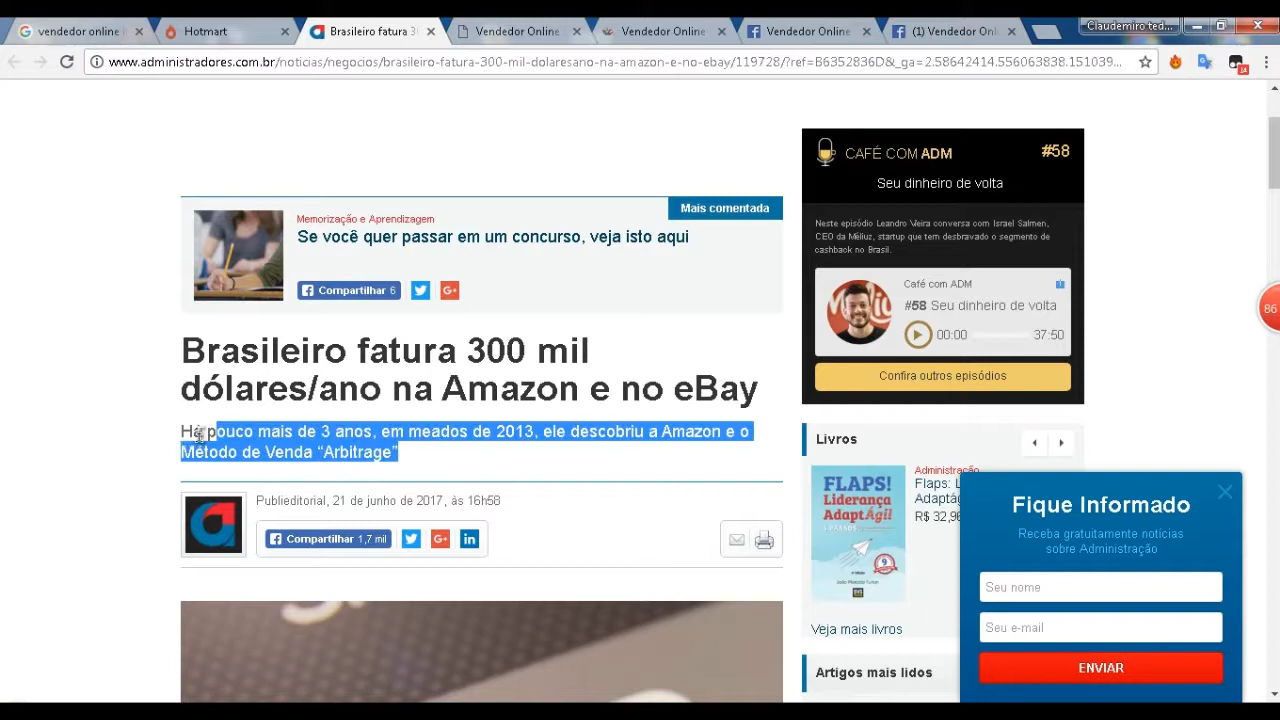 vendedor online
Hotmart
Brasileiro fatura 30
Vendedor Online
Vendedor Online
Vendedor Online
(1) Vendedor Onl
Claudemiro ted...
www.administradores.com.br/noticias/negocios/brasileiro-fatura-300-mil-dolaresano-na-amazon-e-no-ebay/119728/?ref=B6352836D&_ga=2.58642414.556063838.151039...
14
Mais comentada
Memorização e Aprendizagem
Se você quer passar em um concurso, veja isto aqui
Compartilhar 6
Brasileiro fatura 300 mil
dólares/ano na Amazon e no eBay
Há pouco mais de 3 anos, em meados de 2013, ele descobriu a Amazon e o
Método de Venda “Arbitrage”
Publieditorial, 21 de junho de 2017, às 16h58
Compartilhar 1,7 mil
CAFÉ COM ADM
#58
Seu dinheiro de volta
Neste episódio Leandro Vieira conversa com Israel Salmen,
CEO da Méliuz, startup que tem desbravado o segmento de
cashback no Brasil.
Café com ADM
#58 Seu dinheiro de volta
00:00
37:50
Confira outros episódios
86
Livros
FLAPS!
Liderança
AdaptÁgil
Administração
Flaps: L
Adaptág
R$ 32,96
Veja mais livros
Artigos mais lidos
Fique Informado
Receba gratuitamente notícias
sobre Administração
Seu nome
Seu e-mail
ENVIAR